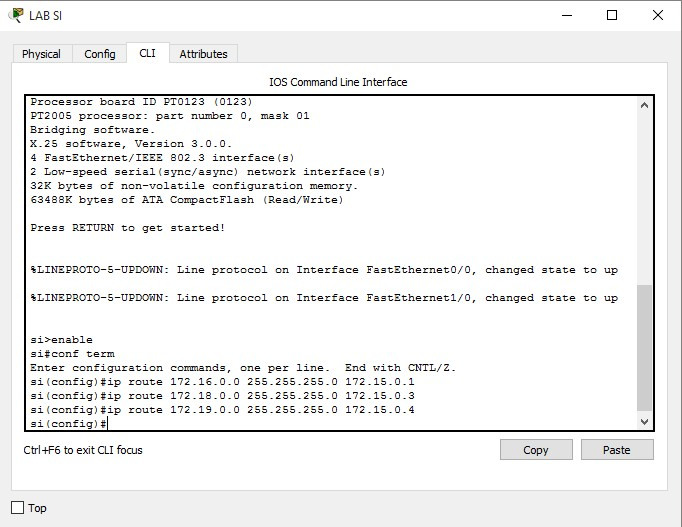 LAB SI
Physical Config CLI Attributes
IOS Command Line Interface
Processor board ID PT0123 (0123)
PT2005 processor: part number 0, mask 01
Bridging software.
X.25 software, Version 3.0.0.
4 FastEthernet/IEEE 802.3 interface(s)
2 Low-speed serial(sync/async) network interface(s)
32K bytes of non-volatile configuration memory.
63488K bytes of ATA CompactFlash (Read/Write)
Press RETURN to get started!
%LINEPROTO-5-UPDOWN: Line protocol on Interface FastEthernet0/0, changed state to up
%LINEPROTO-5-UPDOWN: Line protocol on Interface FastEthernet1/0, changed state to up
si>enable
si#conf term
Enter configuration commands, one per line.  End with CNTL/Z.
si(config)#ip route 172.16.0.0 255.255.255.0 172.15.0.1
si(config)#ip route 172.18.0.0 255.255.255.0 172.15.0.3
si(config)#ip route 172.19.0.0 255.255.255.0 172.15.0.4
si(config)#
Ctrl+F6 to exit CLI focus Copy Paste
Top